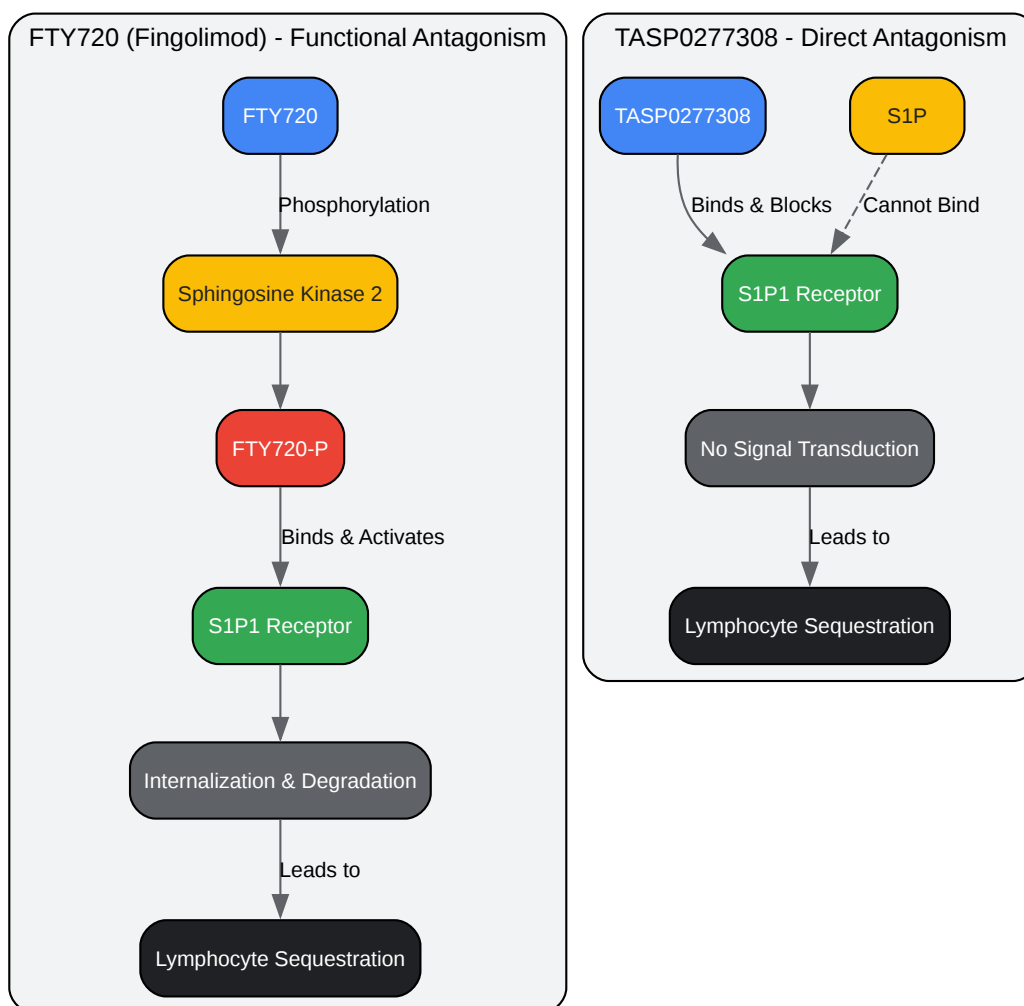 FTY720 (Fingolimod) - Functional Antagonism
FTY720
Phosphorylation
Sphingosine Kinase 2
FTY720-P
Binds & Activates
S1P1 Receptor
Internalization & Degradation
Leads to
Lymphocyte Sequestration
TASP0277308 - Direct Antagonism
TASP0277308
S1P
Binds & Blocks
Cannot Bind
S1P1 Receptor
No Signal Transduction
Leads to
Lymphocyte Sequestration